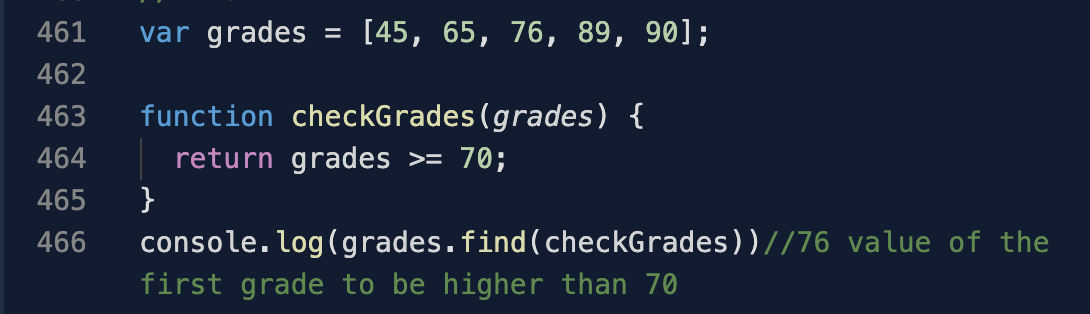 461 var grades = [45, 65, 76, 89, 90];
462
463 function checkGrades(grades) {
464 return grades >= 70;
465 }
466 console.log(grades.find(checkGrades))//76 value of the
first grade to be higher than 70